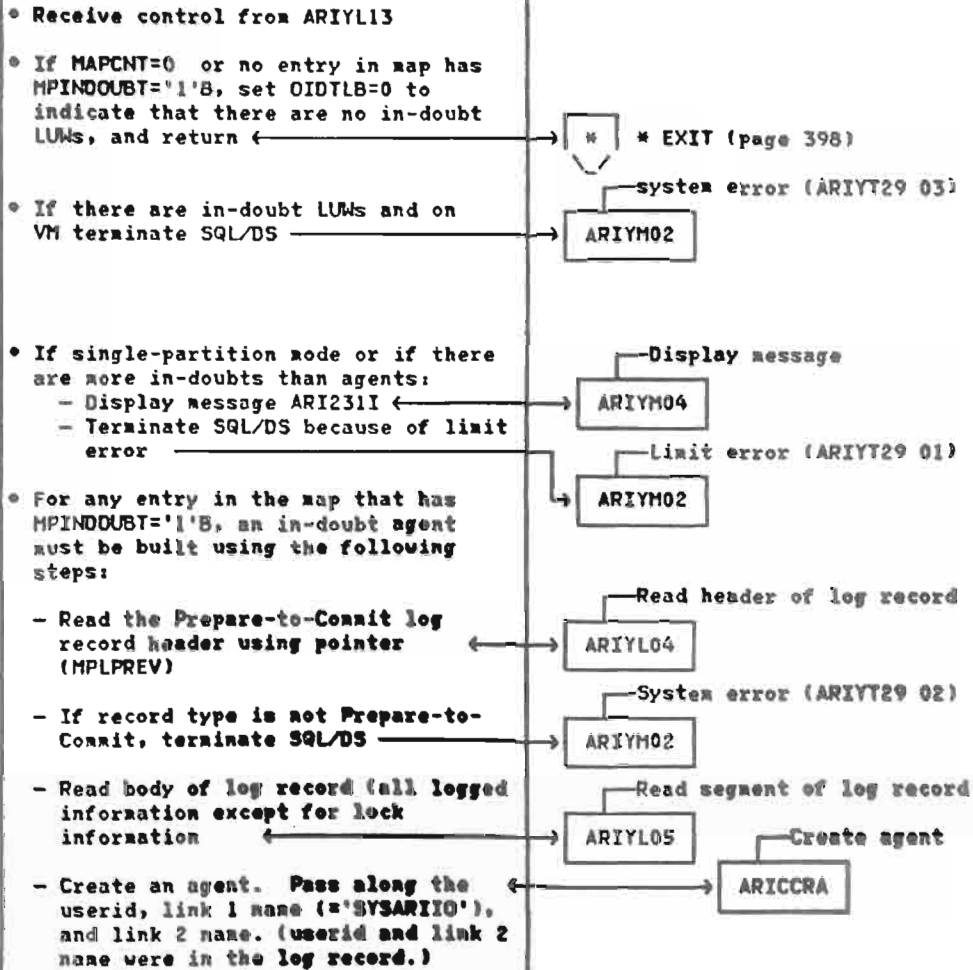 • Receive control from ARIYL13
• If MAPCNT=0 or no entry in map has
MPINDOUBT='1'B, set OIDTLB=0 to
indicate that there are no in-doubt
LUWs, and return
* * EXIT (page 398)
system error (ARIYT29 03)
• If there are in-doubt LUWs and on
VM terminate SQL/DS
ARIYM02
• If single-partition mode or if there
are more in-doubts than agents:
Display message
– Display message ARI231I
ARIYM04
– Terminate SQL/DS because of limit
error
Limit error (ARIYT29 01)
ARIYM02
• For any entry in the map that has
MPINDOUBT='1'B, an in-doubt agent
must be built using the following
steps:
Read header of log record
– Read the Prepare-to-Commit log
record header using pointer
(MPLPREV)
ARIYL04
System error (ARIYT29 02)
– If record type is not Prepare-to-
Commit, terminate SQL/DS
ARIYM02
– Read body of log record (all logged
information except for lock
information
Read segment of log record
ARIYL05
Create agent
– Create an agent. Pass along the
userid, link 1 name (='SYSARIIO'),
and link 2 name. (userid and link 2
name were in the log record.)
ARICCRA